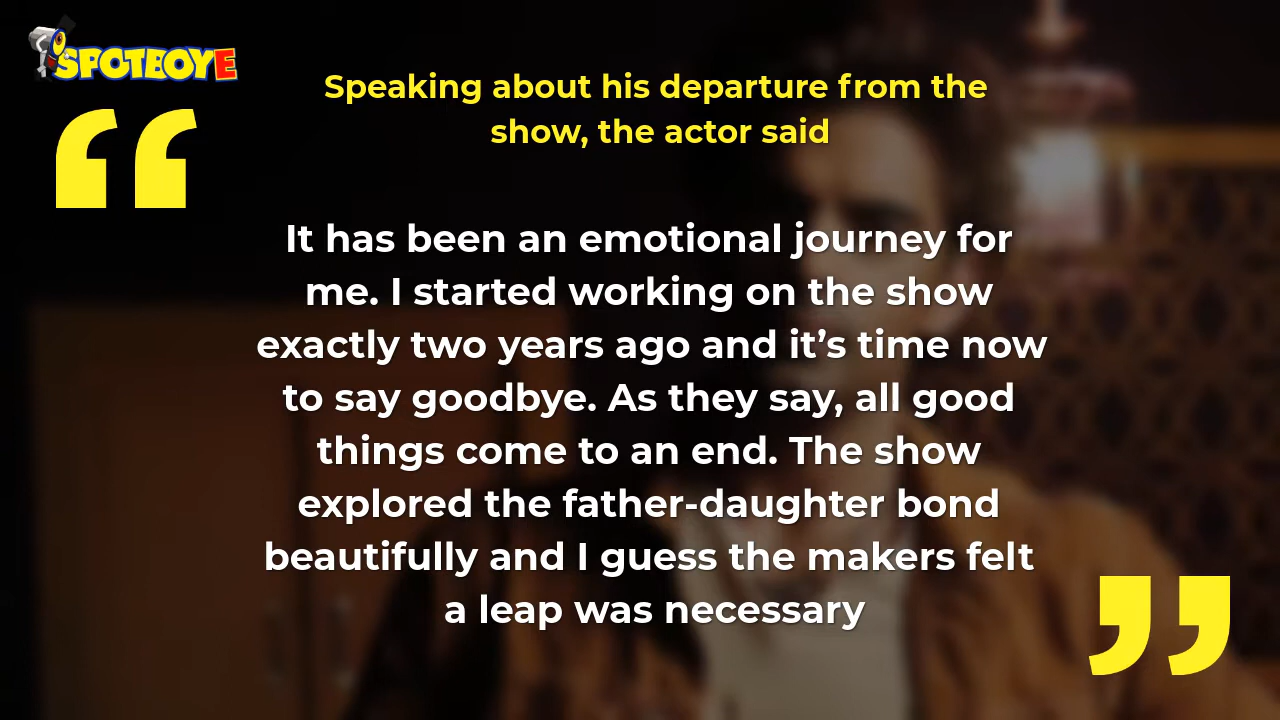 SPOTBOYE
Speaking about his departure from the
show, the actor said
“
It has been an emotional journey for
me. I started working on the show
exactly two years ago and it’s time now
to say goodbye. As they say, all good
things come to an end. The show
explored the father-daughter bond
beautifully and I guess the makers felt
a leap was necessary
”